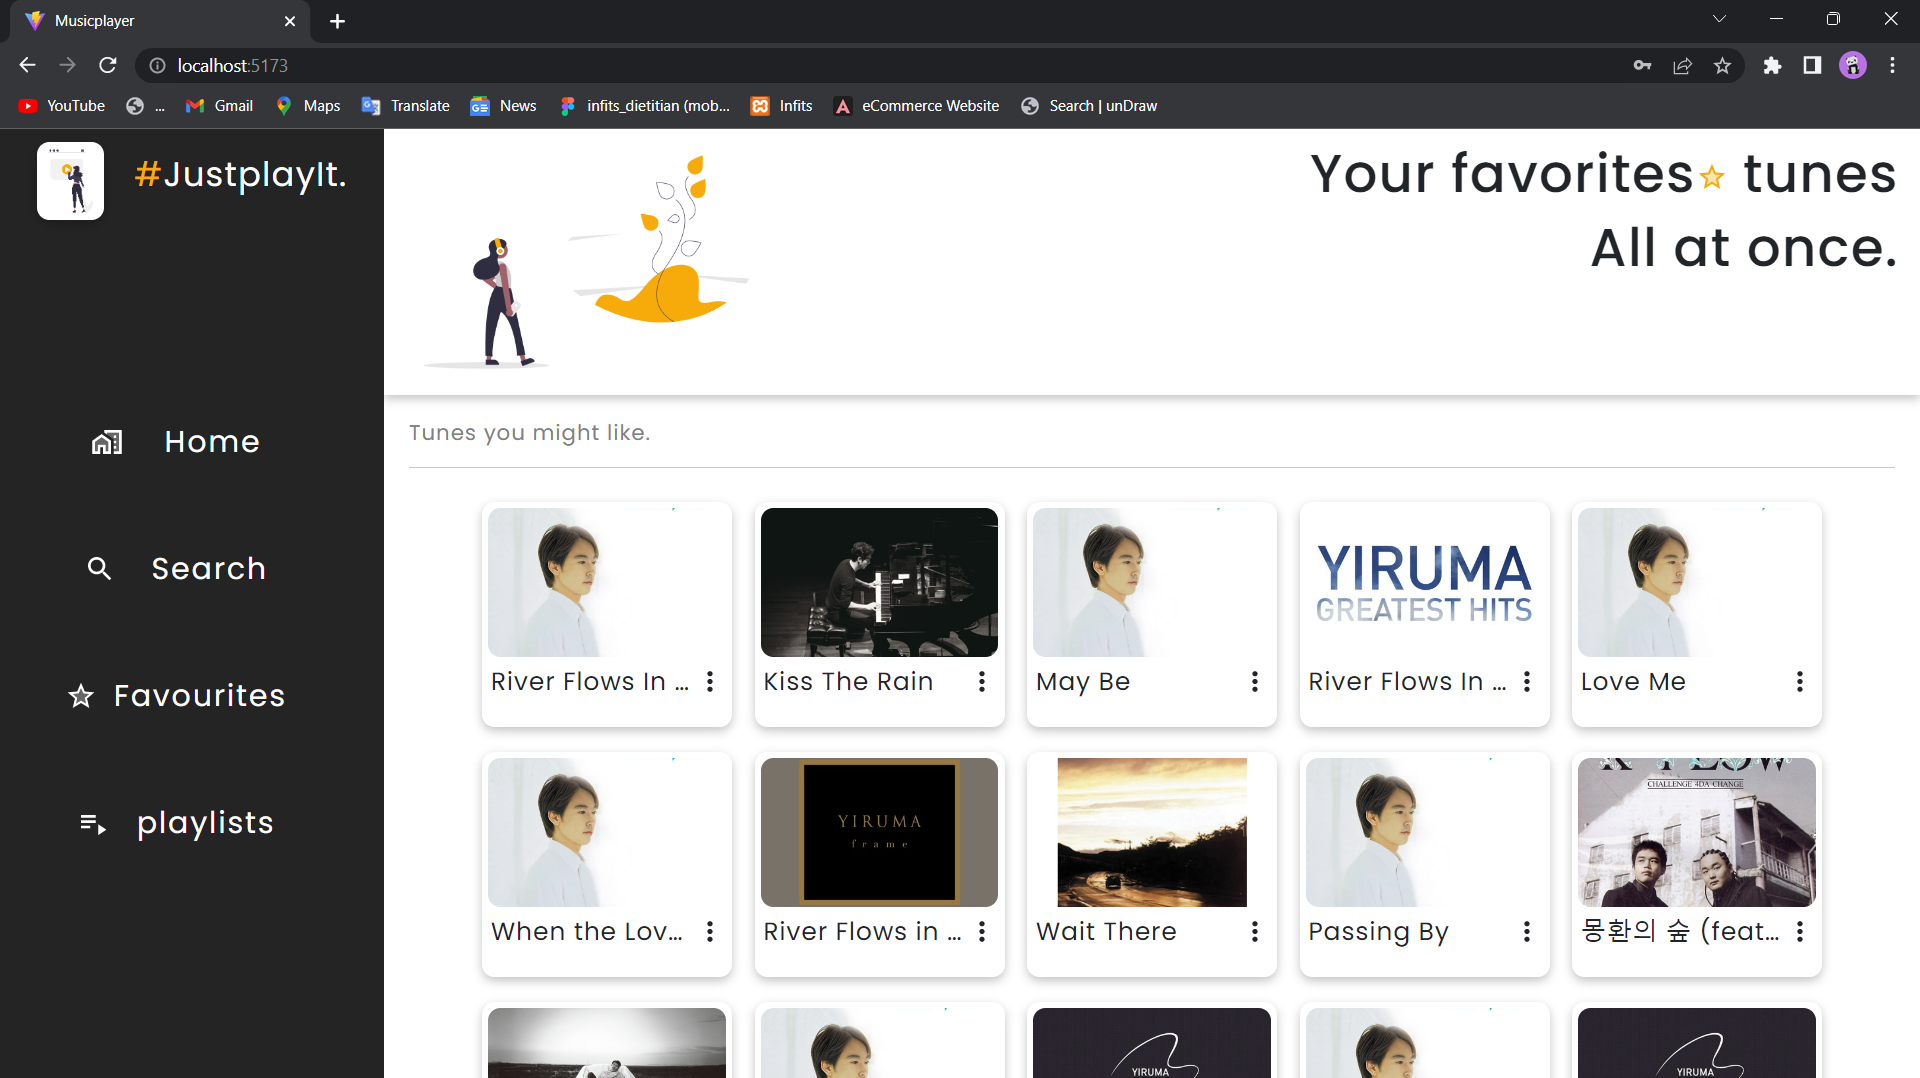 Musicplayer
localhost:5173
YouTube
...
Gmail
Maps
Translate
News
infits_dietitian (mob...
Infits
eCommerce Website
Search | unDraw
#JustplayIt.
Home
Search
Favourites
playlists
Your favorites tunes
All at once.
Tunes you might like.
YIRUMA
GREATEST HITS
River Flows In ...
Kiss The Rain
May Be
River Flows In ...
Love Me
YIRUMA
frame
CHALLENGE 4DA CHANGE
When the Lov...
River Flows in ...
Wait There
Passing By
몽환의 숲 (feat...
YIRUMA
YIRUMA